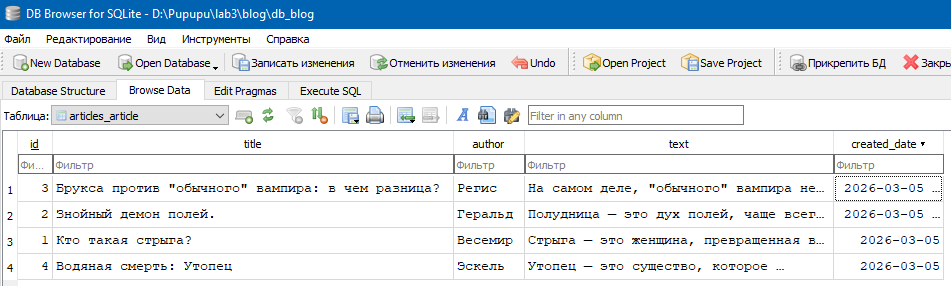 DB Browser for SQLite - D:\Pupupu\lab3\blog\db_blog
Файл Редактирование Вид Инструменты Справка
New Database Open Database Записать изменения Отменить изменения Undo Open Project Save Project Прикрепить БД Закры
Database Structure Browse Data Edit Pragmas Execute SQL
Таблица: articles_article Filter in any column
id title author text created_date
Фи... Фильтр Фильтр Фильтр Фильтр
1 3 Брукса против "обычного" вампира: в чем разница? Регис На самом деле, "обычного" вампира не… 2026-03-05 …
2 2 Знойный демон полей. Геральд Полудница — это дух полей, чаще всег… 2026-03-05 …
3 1 Кто такая стрыга? Весемир Стрыга — это женщина, превращенная в… 2026-03-05
4 4 Водяная смерть: Утопец Эскель Утопец — это существо, которое … 2026-03-05